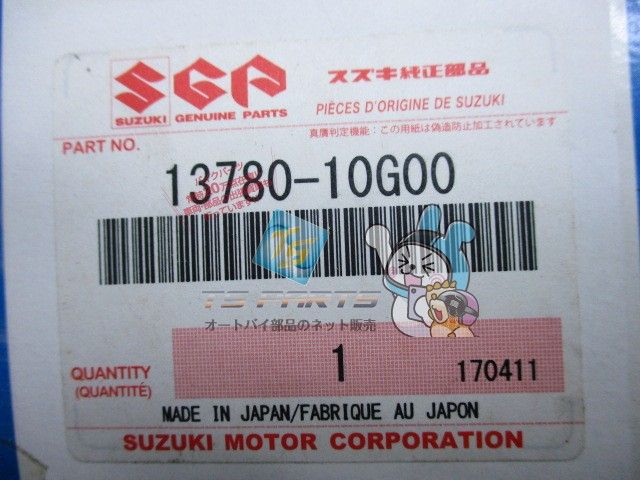 SGP
スズキ純正部品
SUZUKI GENUINE PARTS
PIÈCES D'ORIGINE DE SUZUKI
真贋判定機能：この用紙は偽造防止加工されています
PART NO.
13780-10G00
TS
TS PARTS
オートバイ部品のネット販売
QUANTITY
(QUANTITÉ)
1
170411
MADE IN JAPAN/FABRIQUE AU JAPON
SUZUKI MOTOR CORPORATION